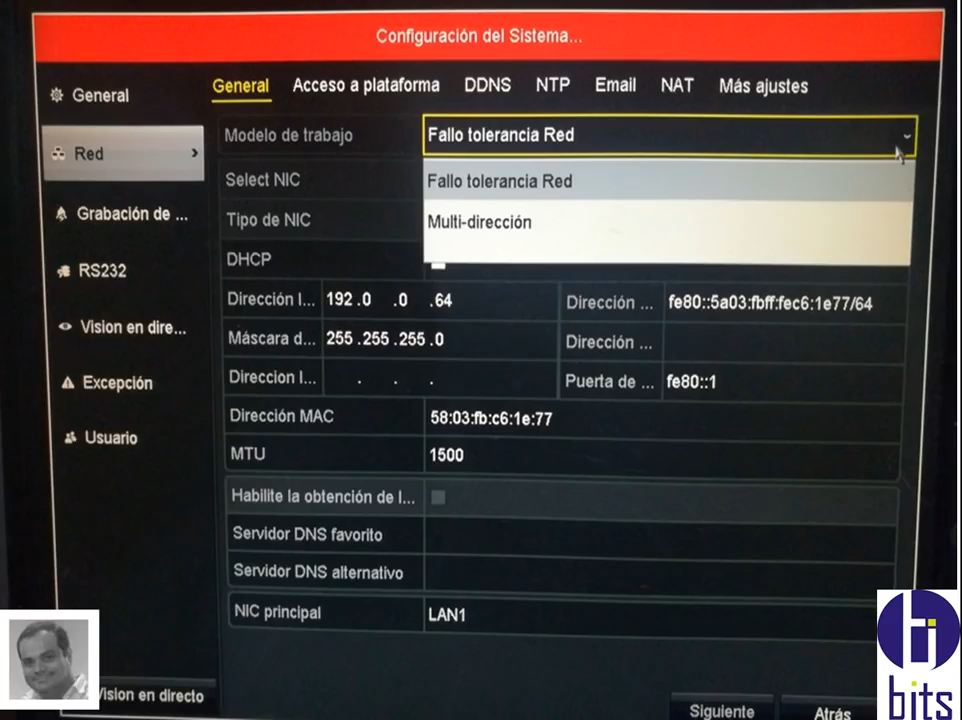 Configuración del Sistema...
General
Acceso a plataforma
DDNS
NTP
Email
NAT
Más ajustes
General
Red
Grabación de ...
RS232
Vision en dire...
Excepción
Usuario
Modelo de trabajo
Fallo tolerancia Red
Select NIC
Fallo tolerancia Red
Tipo de NIC
Multi-dirección
DHCP
Dirección I... 192 .0 .0 .64
Dirección ... fe80::5a03:fbff:fec6:1e77/64
Máscara d... 255 .255 .255 .0
Dirección ...
Direccion I... . . .
Puerta de ... fe80::1
Dirección MAC 58:03:fb:c6:1e:77
MTU 1500
Habilite la obtención de l...
Servidor DNS favorito
Servidor DNS alternativo
NIC principal LAN1
Vision en directo
Siguiente
Atrás
bits